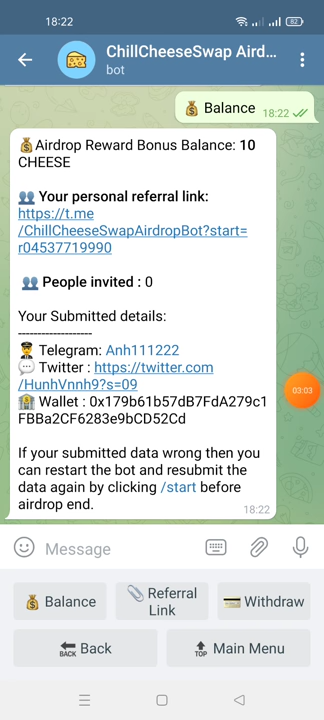 18:22
82
ChillCheeseSwap Aird...
bot
💰 Balance 18:22
💰Airdrop Reward Bonus Balance: 10
CHEESE
👥 Your personal referral link:
https://t.me
/ChillCheeseSwapAirdropBot?start=
r04537719990
👥 People invited : 0
Your Submitted details:
-------------------
Telegram: Anh111222
💬 Twitter : https://twitter.com
/HunhVnnh9?s=09
🏦 Wallet : 0x179b61b57dB7FdA279c1
FBBa2CF6283e9bCD52Cd
If your submitted data wrong then you
can restart the bot and resubmit the
data again by clicking /start before
airdrop end.
18:22
03:03
Message
💰 Balance
📎 Referral
Link
💳 Withdraw
🔙 Back
🔝 Main Menu